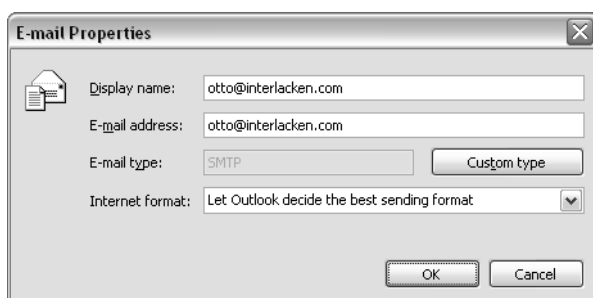 E-mail Properties
Display name: otto@interlacken.com
E-mail address: otto@interlacken.com
E-mail type: SMTP Custom type
Internet format: Let Outlook decide the best sending format
OK Cancel